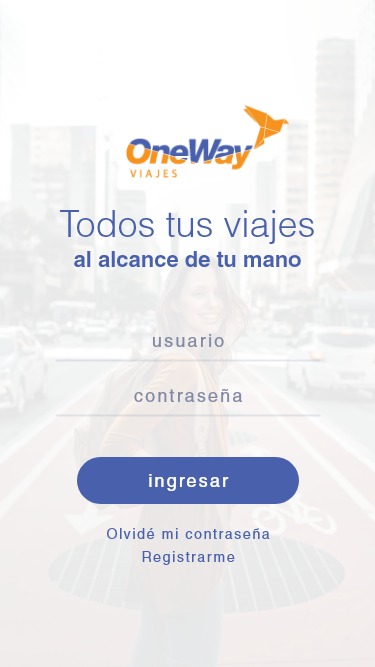 OneWay
VIAJES
Todos tus viajes
al alcance de tu mano
usuario
contraseña
ingresar
Olvidé mi contraseña
Registrarme